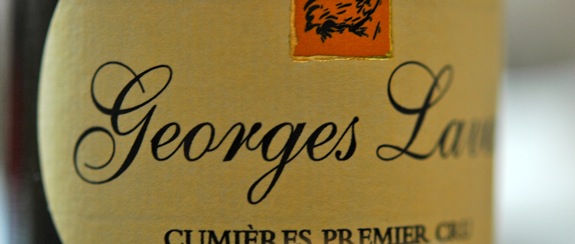 Georges Lav
CUMIÈRES PREMIER CRU